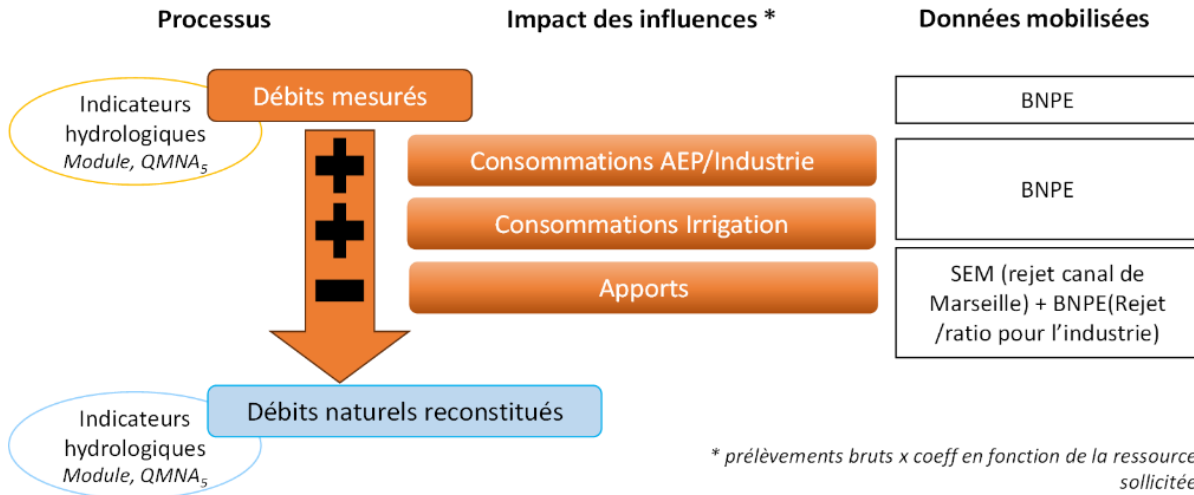 Processus
Impact des influences *
Données mobilisées
Indicateurs
hydrologiques
Module, QMNA5
Débits mesurés
BNPE
Consommations AEP/Industrie
BNPE
Consommations Irrigation
Apports
SEM (rejet canal de
Marseille) + BNPE(Rejet
/ratio pour l'industrie)
Débits naturels reconstitués
Indicateurs
hydrologiques
Module, QMNA5
* prélèvements bruts x coeff en fonction de la ressource
sollicitée